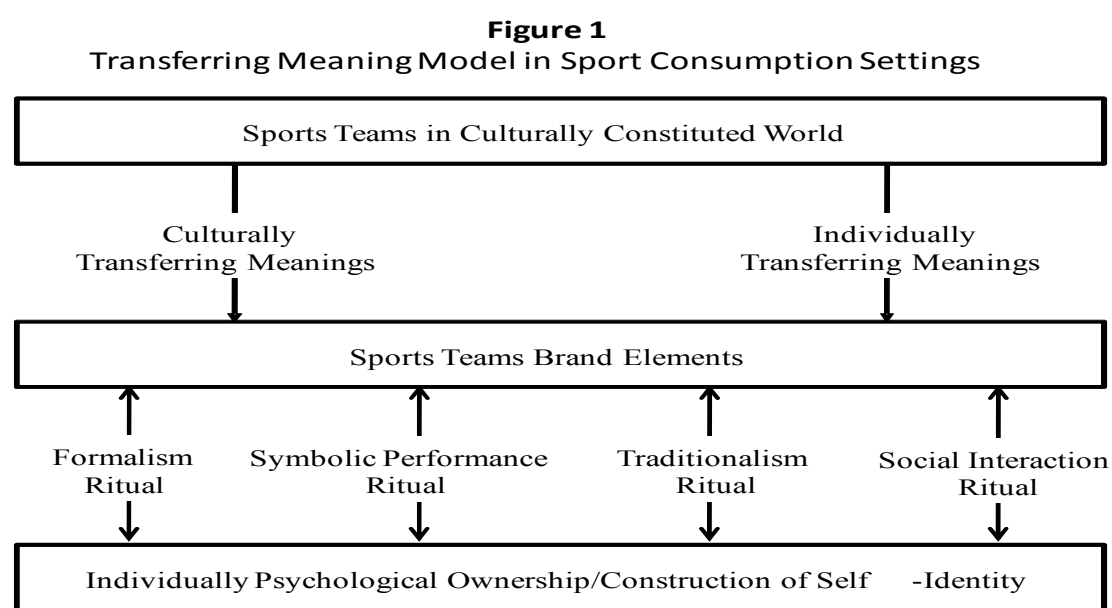 Figure 1
Transferring Meaning Model in Sport Consumption Settings
Sports Teams in Culturally Constituted World
Culturally
Transferring Meanings
Individually
Transferring Meanings
Sports Teams Brand Elements
Formalism
Ritual
Symbolic Performance
Ritual
Traditionalism
Ritual
Social Interaction
Ritual
Individually Psychological Ownership/Construction of Self -Identity